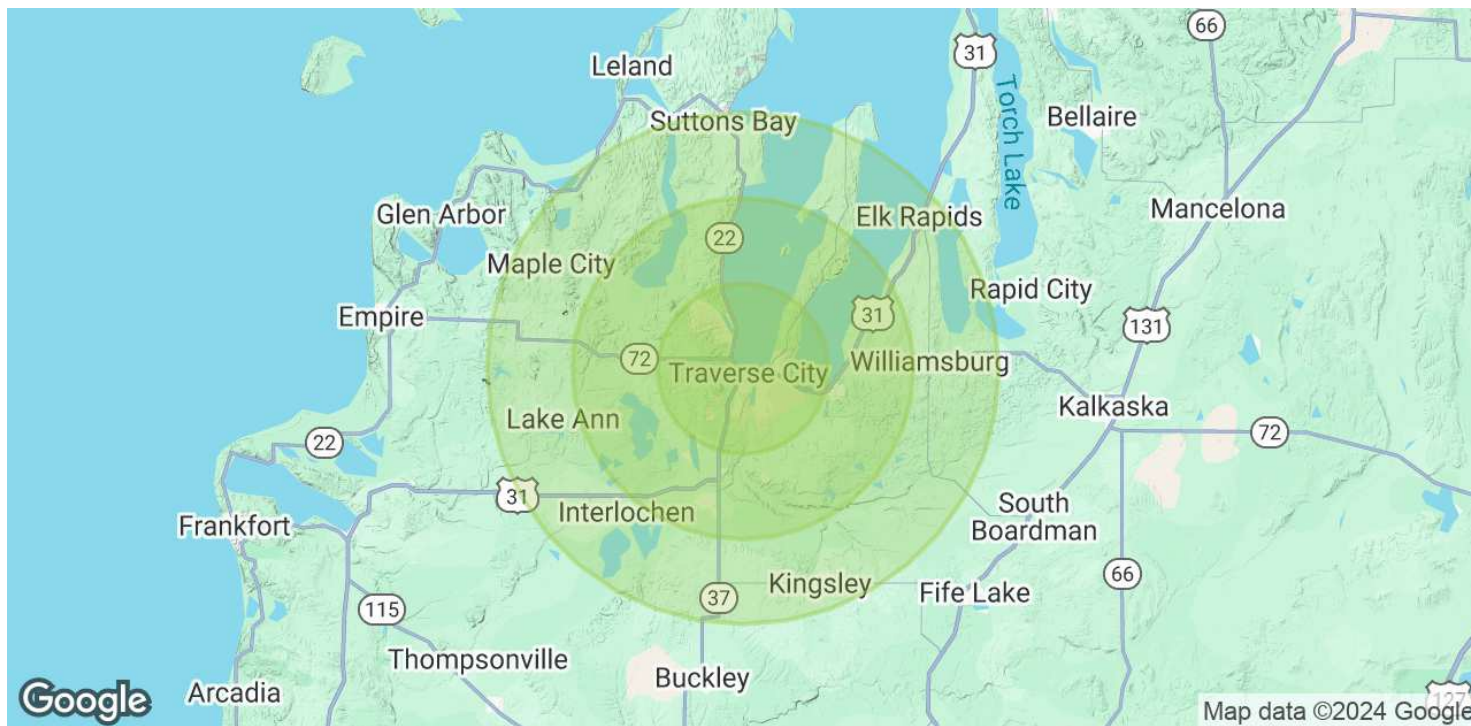 66
31
Leland
Torch Lake
Bellaire
Suttons Bay
Glen Arbor
Mancelona
Elk Rapids
22
Maple City
Rapid City
Empire
31
131
72
Traverse City
Williamsburg
Kalkaska
Lake Ann
22
72
31
Interlochen
South
Boardman
Frankfort
66
Kingsley
Fife Lake
37
115
Thompsonville
Buckley
Arcadia
127
Google
Map data ©2024 Google